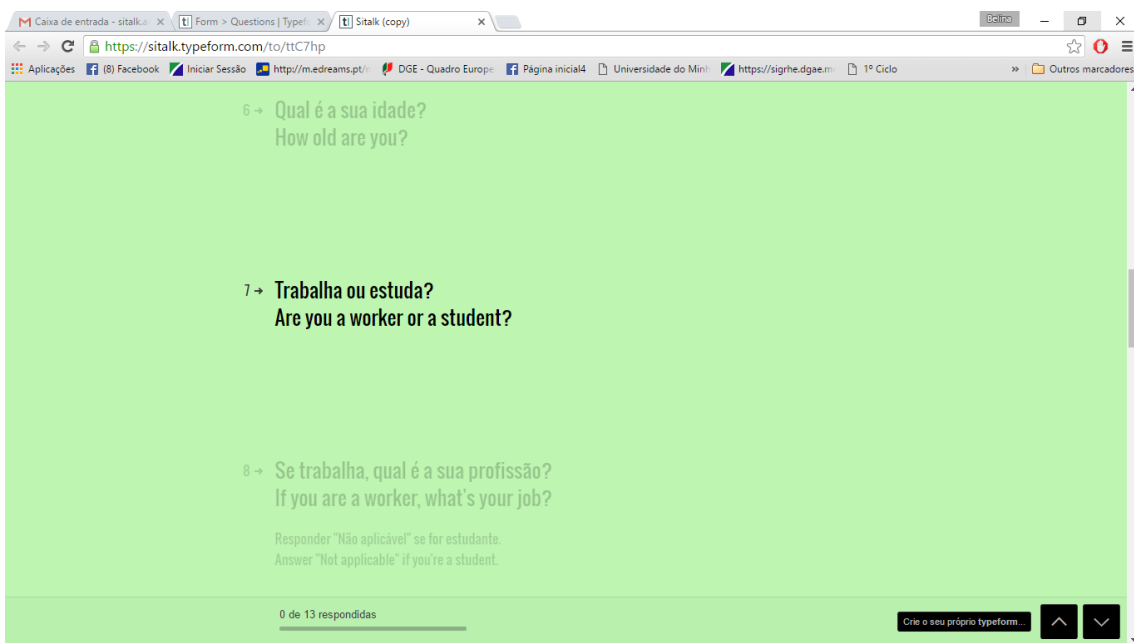 Caixa de entrada - sitalk.a
Form > Questions | Typefo
Sitalk (copy)
Belina
https://sitalk.typeform.com/to/ttC7hp
Aplicações (8) Facebook Iniciar Sessão http://m.edreams.pt/ DGE - Quadro Europe Página inicial4 Universidade do Minh https://sigrhe.dgae.m 1º Ciclo » Outros marcadores
6 → Qual é a sua idade?
How old are you?
7 → Trabalha ou estuda?
Are you a worker or a student?
8 → Se trabalha, qual é a sua profissão?
If you are a worker, what's your job?
Responder "Não aplicável" se for estudante.
Answer "Not applicable" if you're a student.
0 de 13 respondidas
Crie o seu próprio typeform...